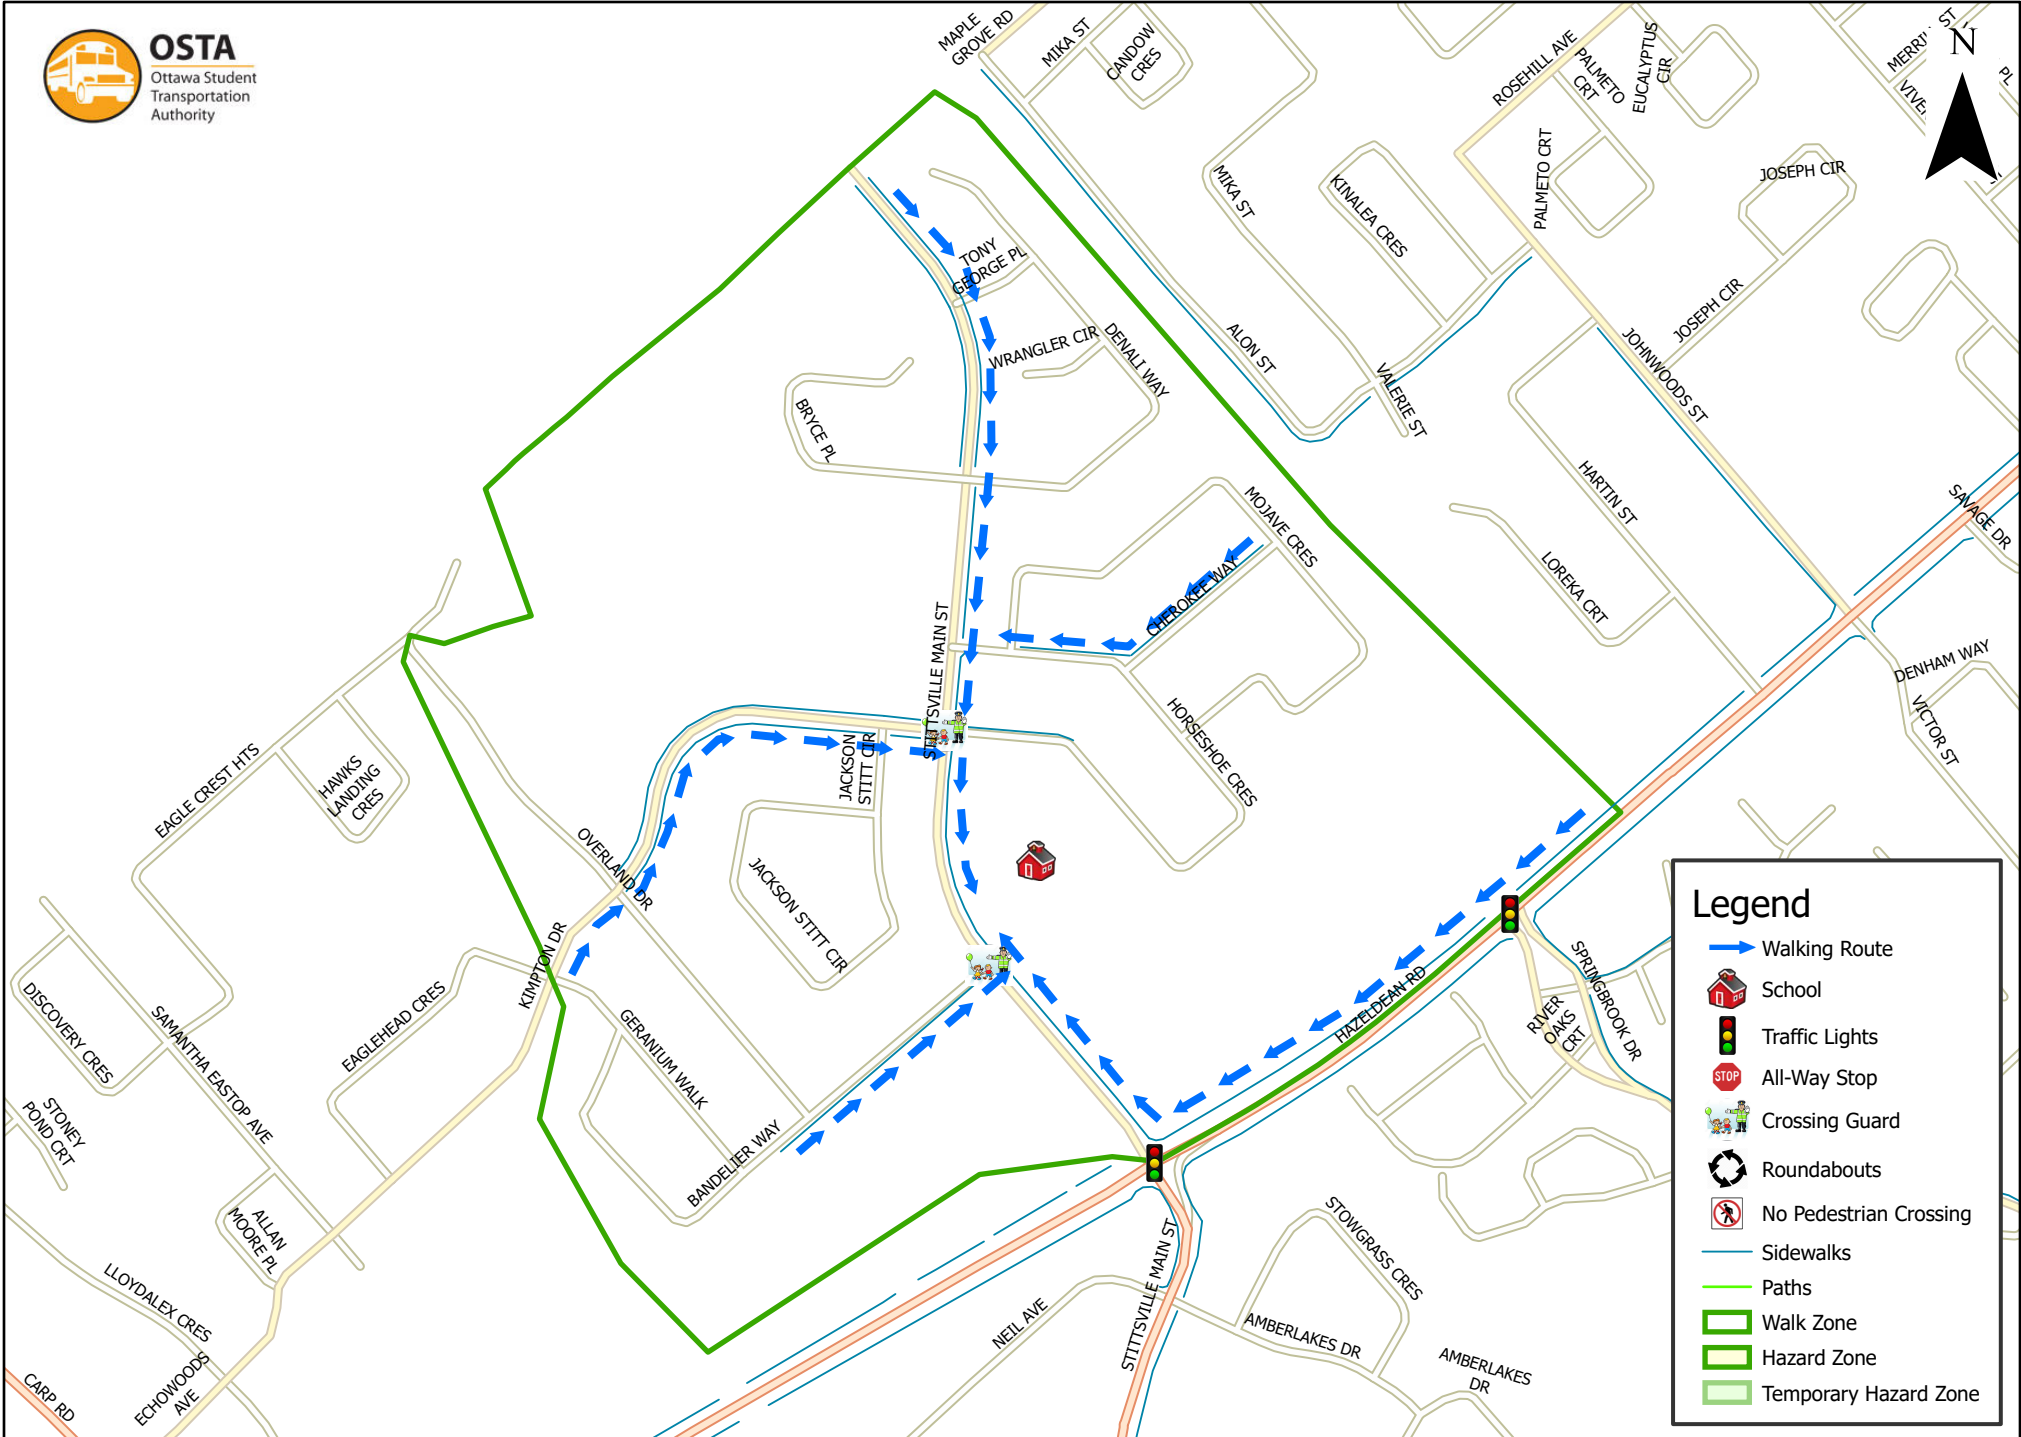 OSTA
Ottawa Student
Transportation
Authority
MAPLE
GROVE RD
MIKA ST
CANDOW
CRES
ROSEHILL AVE
PALMETO
CRT
EUCALYPTUS
CIR
ST
N
PL
PALMETO CRT
JOSEPH CIR
MIKA ST
KINALEA CRES
TONY
GEORGE PL
JOSEPH CIR
WRANGLER CIR
DENALI WAY
ALON ST
VALERIE ST
JOHNWOODS ST
BRYCE PL
HARTIN ST
MOJAVE CRES
SAVAGE DR
CHEROKEE WAY
LOREKA CRT
STITTSVILLE MAIN ST
DENHAM WAY
VICTOR ST
HORSESHOE CRES
EAGLE CREST HTS
HAWKS
LANDING
CRES
JACKSON
STITT CIR
OVERLAND DR
JACKSON STITT CIR
KIMPTON DR
DISCOVERY CRES
SAMANTHA EASTOP AVE
EAGLEHEAD CRES
GERANIUM WALK
HAZELDEAN RD
RIVER
OAKS
CRT
SPRINGBROOK DR
STONEY
POND CRT
BANDELIER WAY
ALLAN
MOORE PL
LLOYDALEX CRES
STITTSVILLE MAIN ST
STOWGRASS CRES
NEIL AVE
AMBERLAKES DR
AMBERLAKES
DR
CARP RD
ECHOWOODS
AVE
Legend
Walking Route
School
Traffic Lights
STOP
All-Way Stop
Crossing Guard
Roundabouts
No Pedestrian Crossing
Sidewalks
Paths
Walk Zone
Hazard Zone
Temporary Hazard Zone